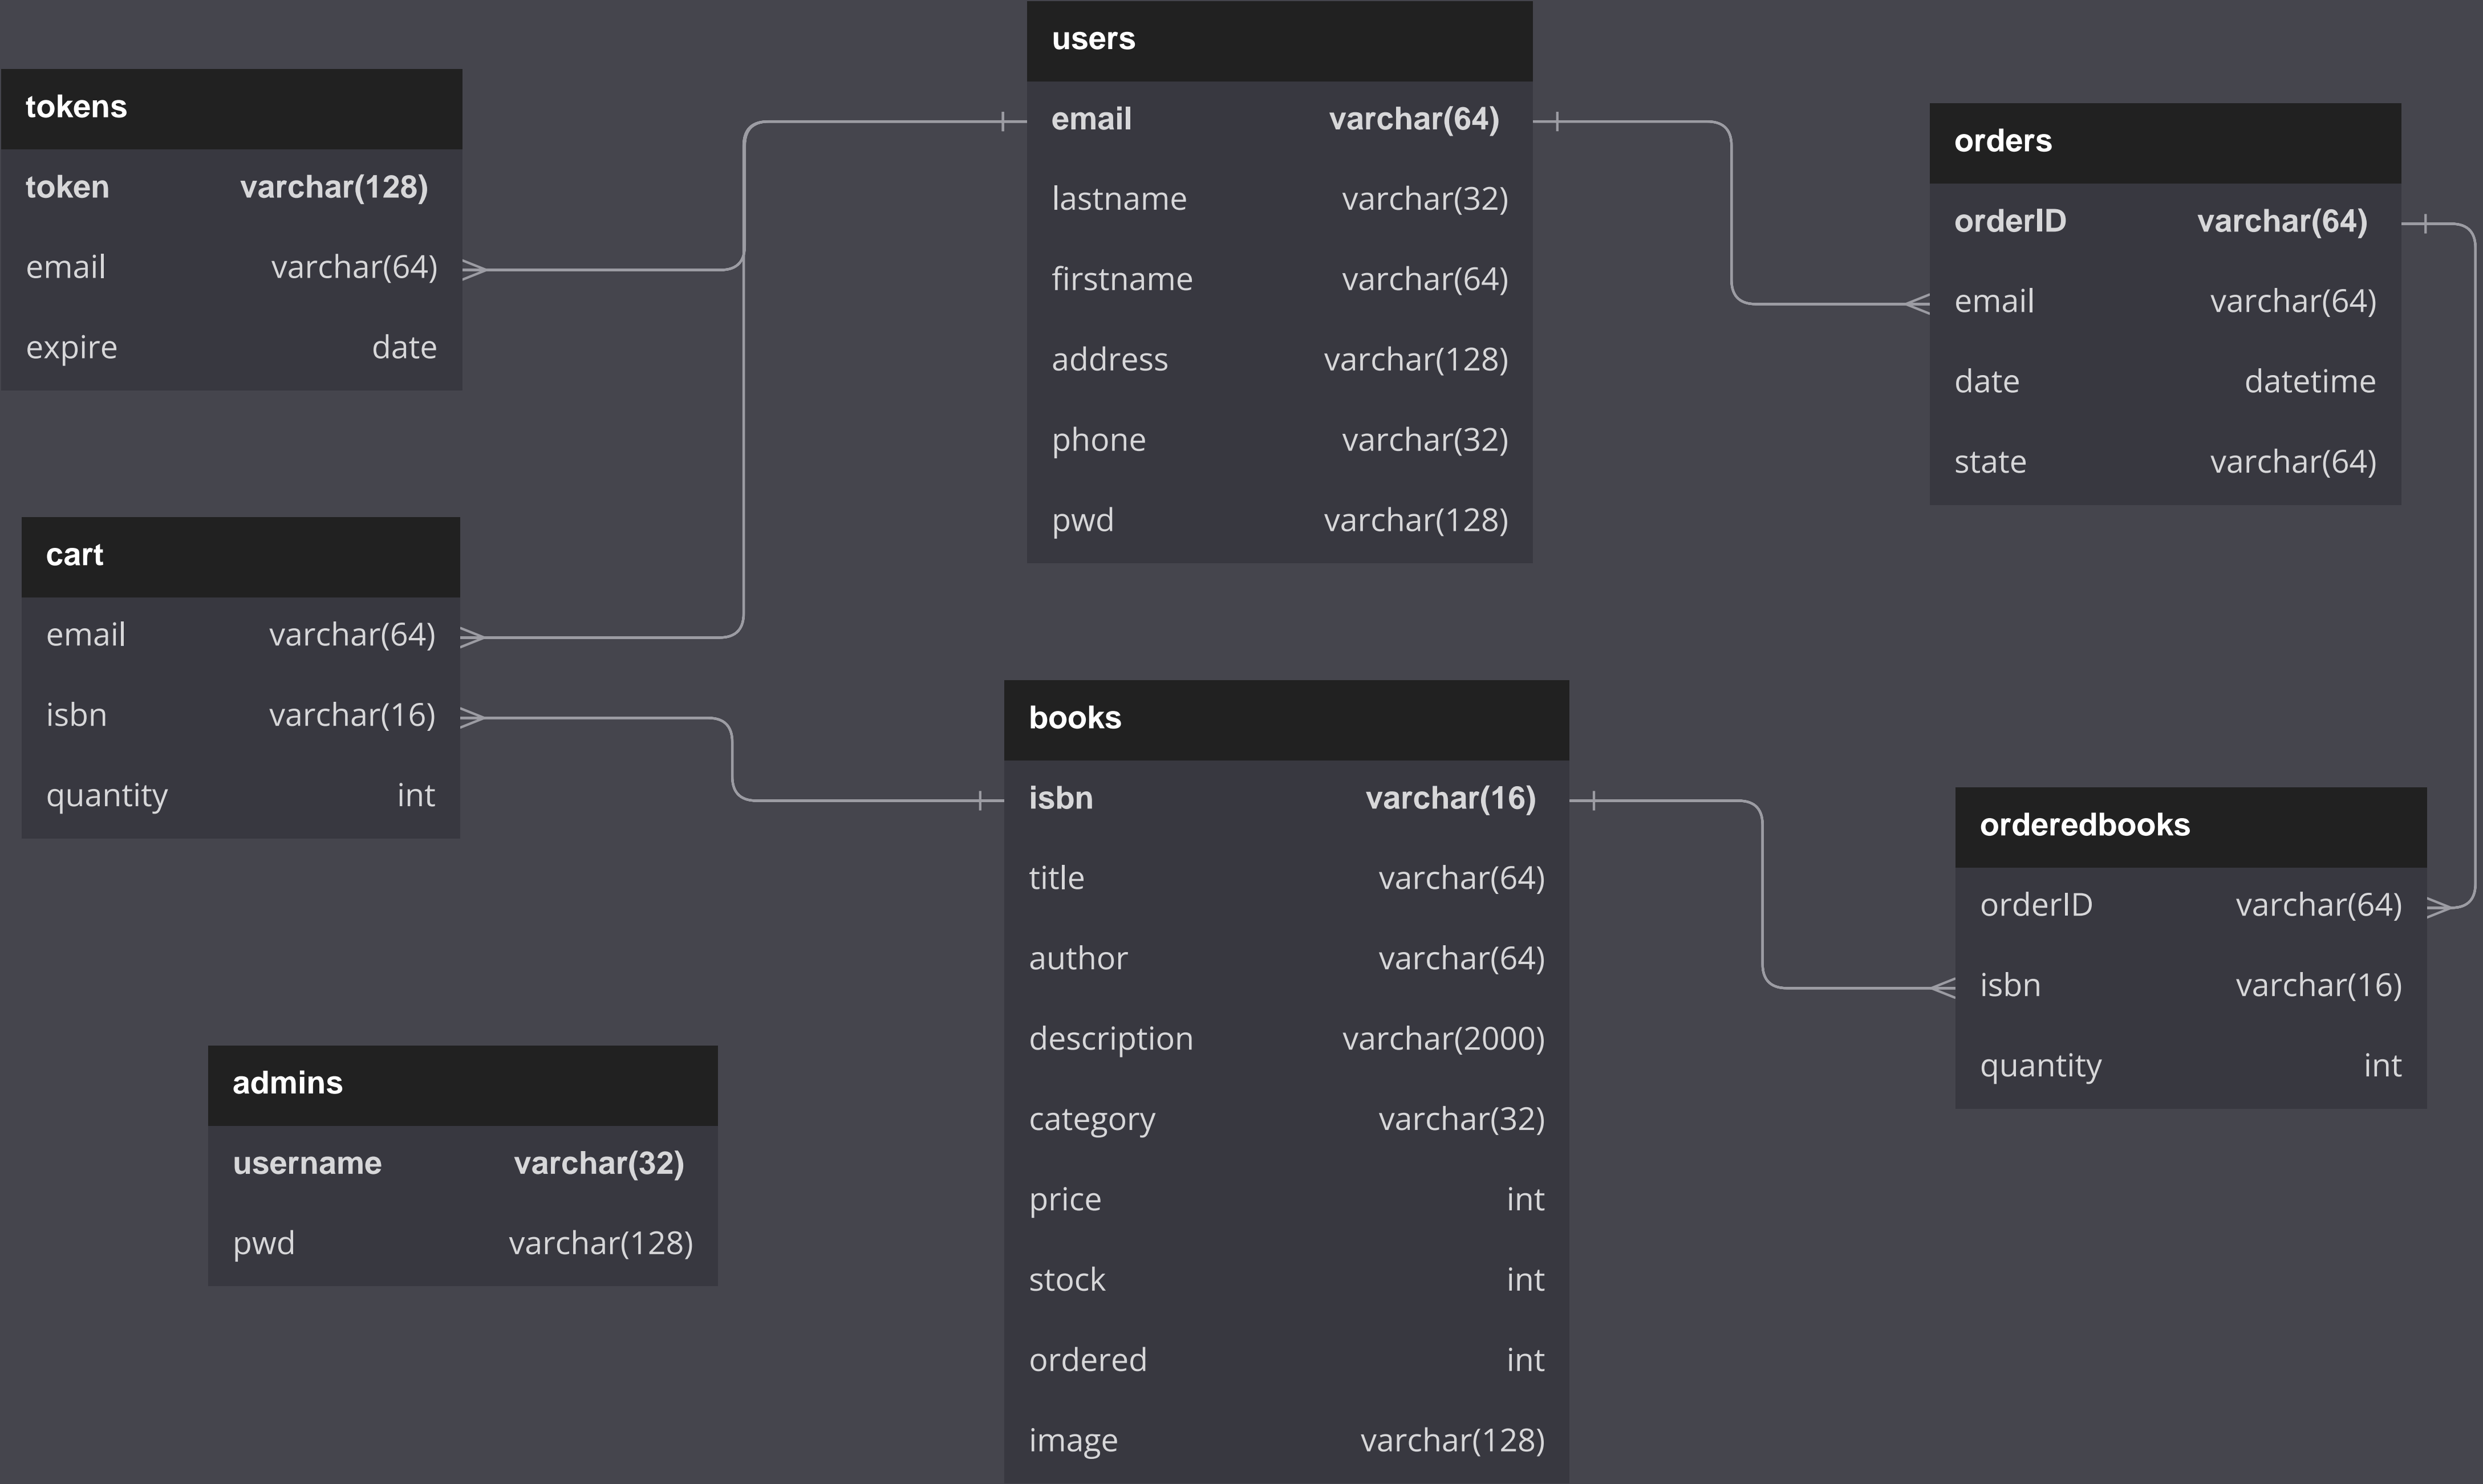 users
email varchar(64)
lastname varchar(32)
firstname varchar(64)
address varchar(128)
phone varchar(32)
pwd varchar(128)
tokens
token varchar(128)
email varchar(64)
expire date
orders
orderID varchar(64)
email varchar(64)
date datetime
state varchar(64)
cart
email varchar(64)
isbn varchar(16)
quantity int
books
isbn varchar(16)
title varchar(64)
author varchar(64)
description varchar(2000)
category varchar(32)
price int
stock int
ordered int
image varchar(128)
orderedbooks
orderID varchar(64)
isbn varchar(16)
quantity int
admins
username varchar(32)
pwd varchar(128)